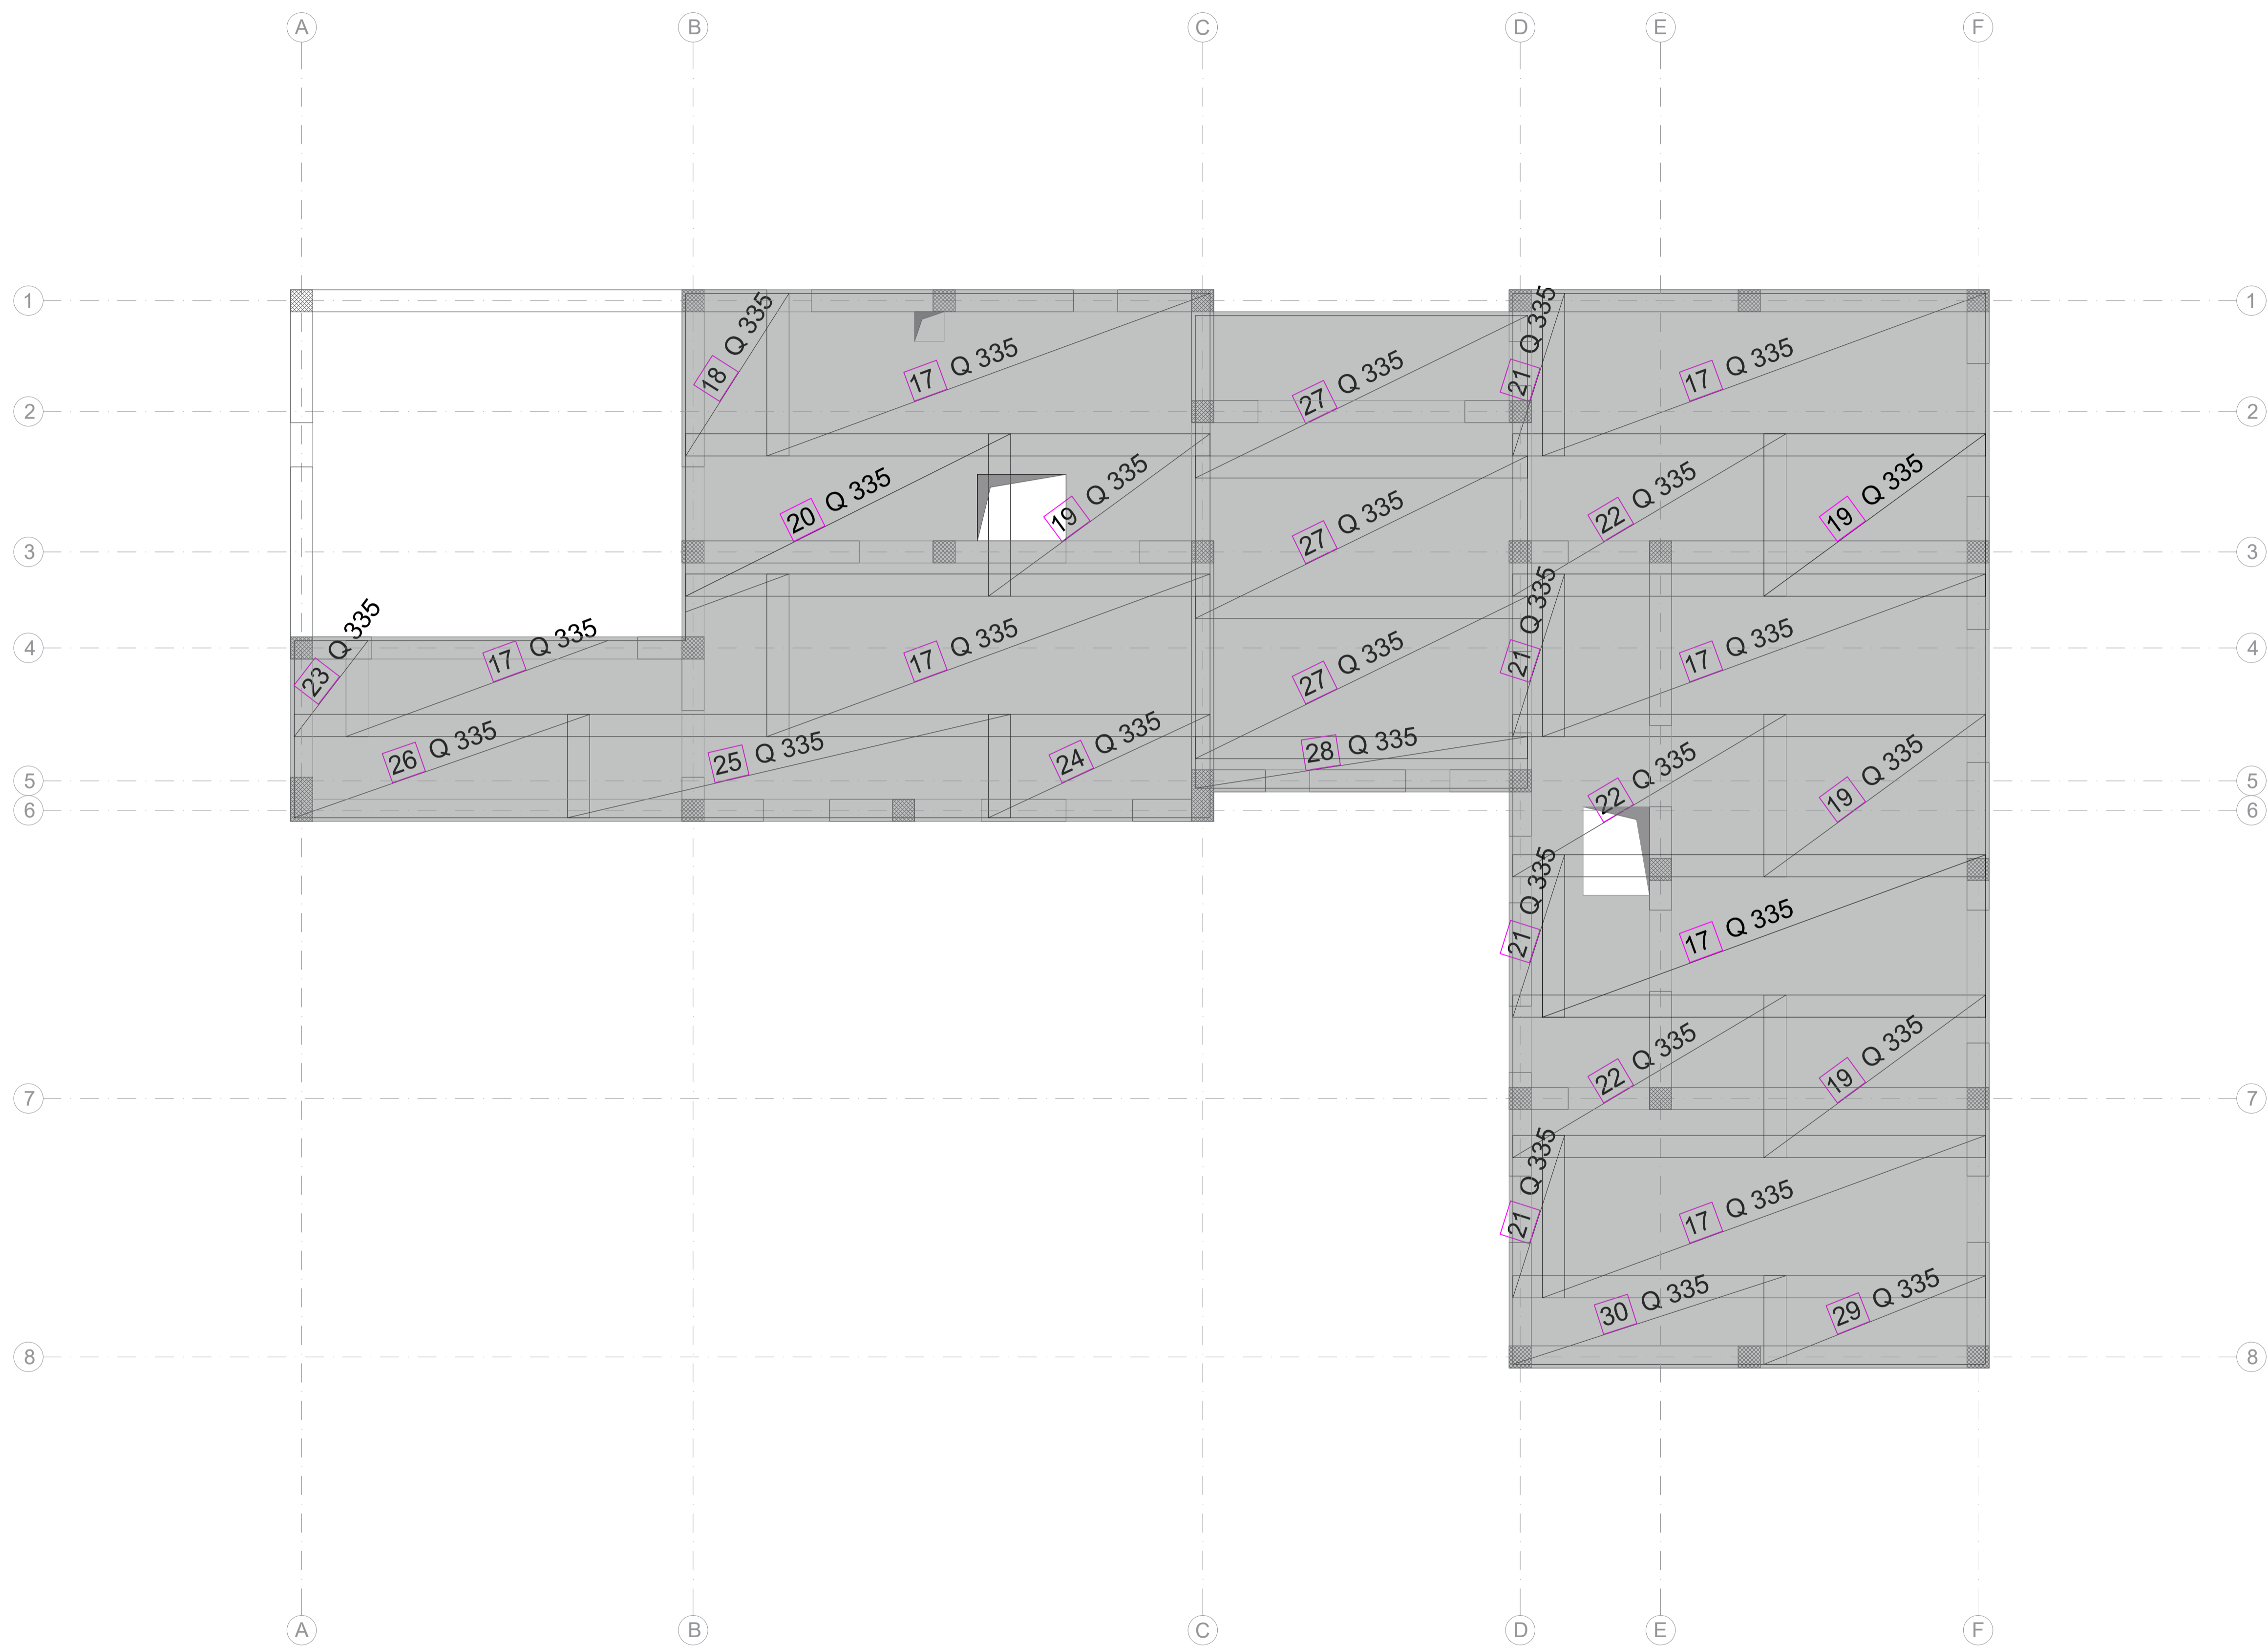 A B C D E F
1 1
18 Q 335
17 Q 335
27 Q 335
21 Q 335
17 Q 335
2 2
20 Q 335
19 Q 335
27 Q 335
22 Q 335
19 Q 335
3 3
23 Q 335
17 Q 335
17 Q 335
27 Q 335
21 Q 335
17 Q 335
4 4
26 Q 335
25 Q 335
24 Q 335
28 Q 335
22 Q 335
19 Q 335
5 5
6 6
21 Q 335
17 Q 335
22 Q 335
19 Q 335
7 7
21 Q 335
17 Q 335
30 Q 335
29 Q 335
8 8
A B C D E F